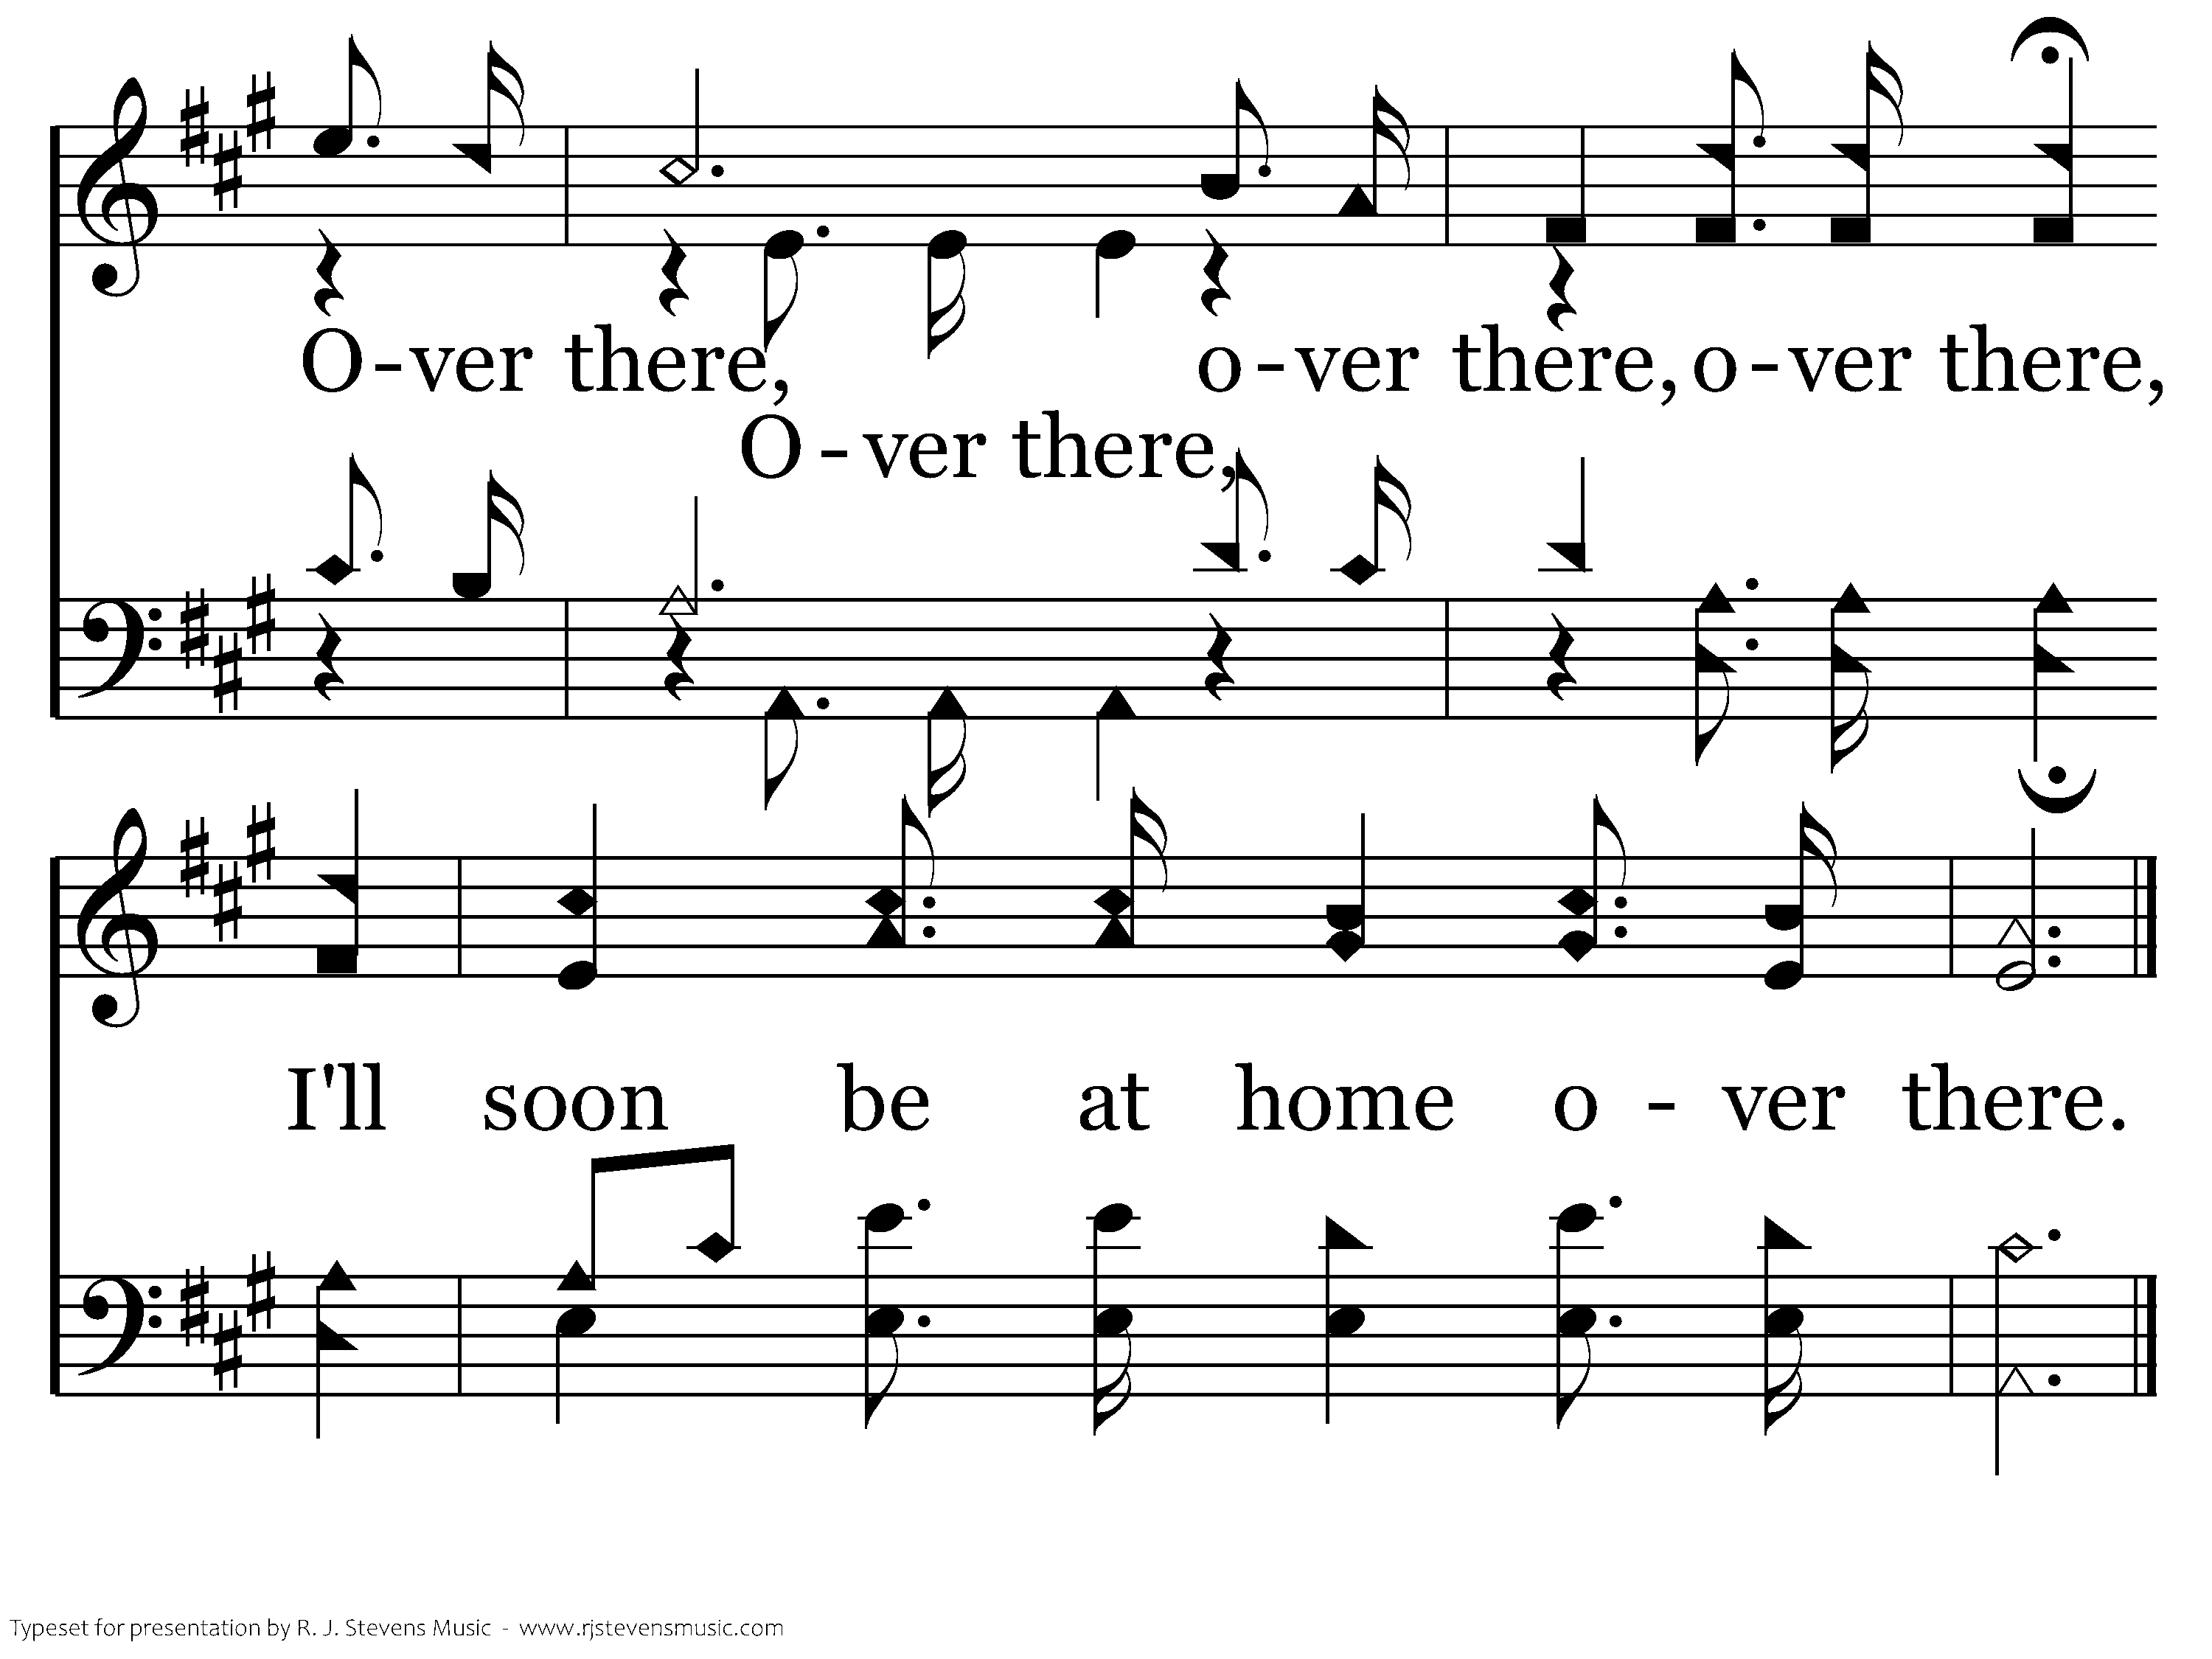 O-ver there, o-ver there, o-ver there,
O-ver there,
I'll soon be at home o - ver there.
Typeset for presentation by R. J. Stevens Music - www.rjstevensmusic.com